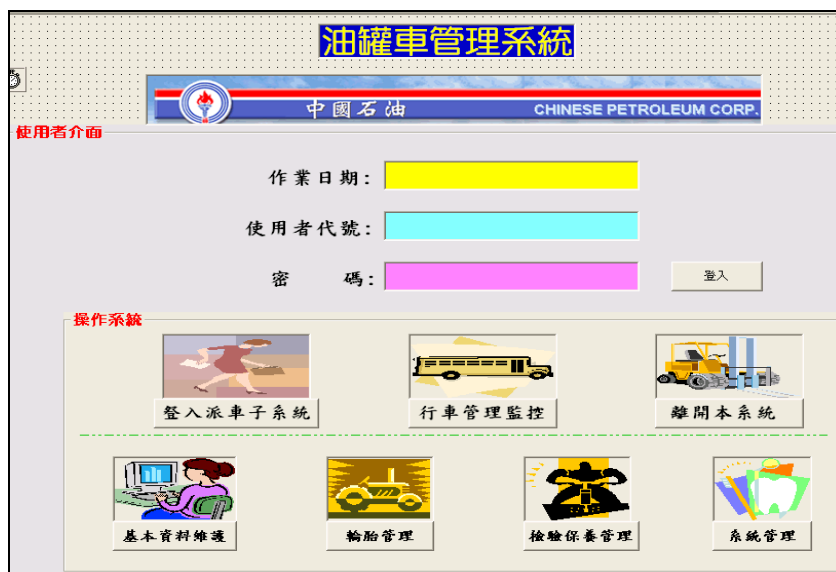 油罐車管理系統
中國石油 CHINESE PETROLEUM CORP.
使用者介面
作業日期:
使用者代號:
密 碼:
登入
操作系統
登入派車子系統 行車管理監控 離開本系統
基本資料維護 輪胎管理 檢驗保養管理 系統管理